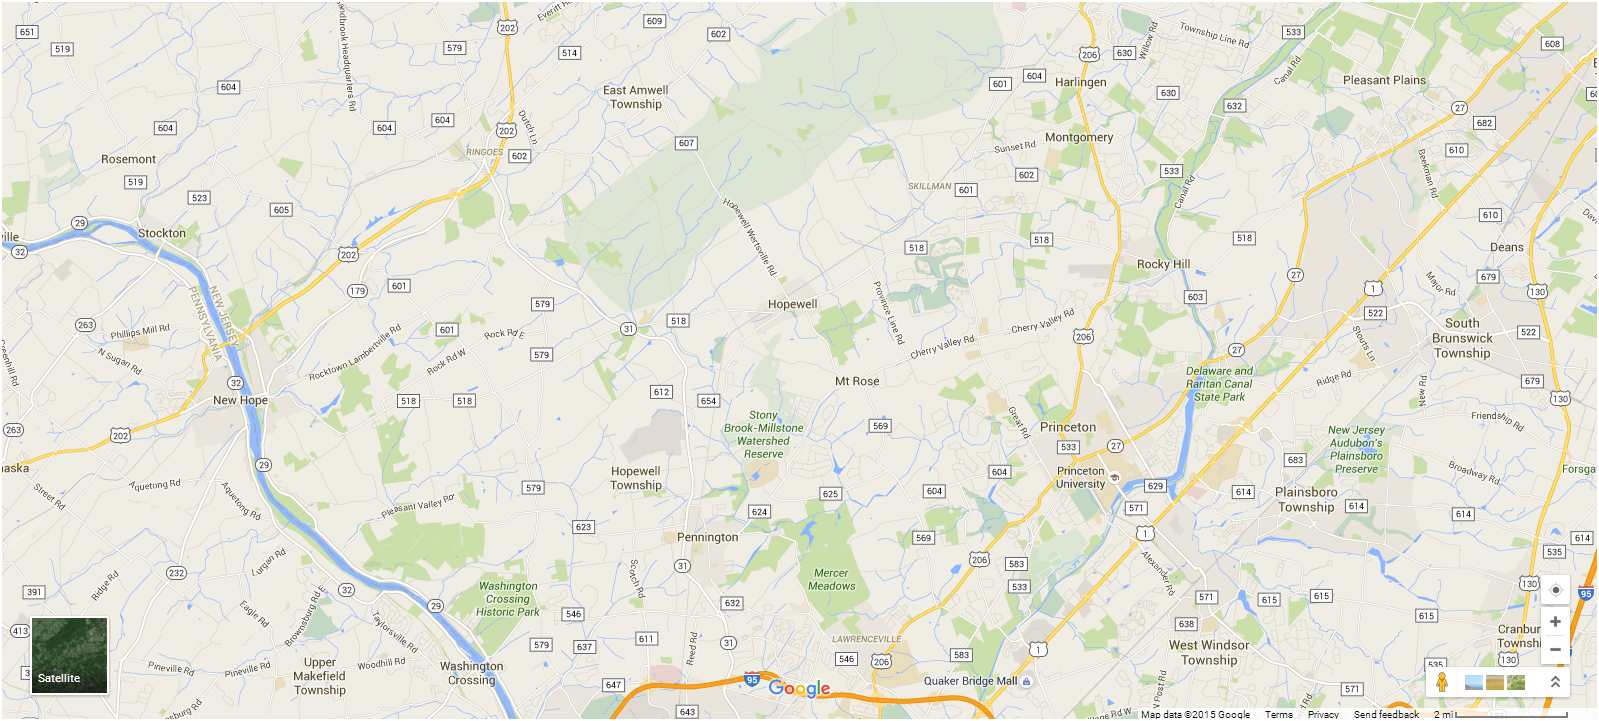 651
519
Sandbrook Headquarters Rd
202
Everitt Rd
609
602
579
514
604
East Amwell
Township
206
630
Willow Rd
Township Line Rd
533
608
Harlingen
601
604
Canal Rd
Pleasant Plains
630
632
27
682
604
604
604
202
Dutch Ln
602
607
Montgomery
Sunset Rd
610
Rosemont
RINGOES
519
523
605
SKILLMAN
601
602
533
Canal Rd
Beekman Rd
610
29
Stockton
32
202
Hopewell Wertsville Rd
518
518
Rocky Hill
518
Deans
679
179
601
579
NEW JERSEY
PENNSYLVANIA
Hopewell
Province Line Rd
603
27
1
Major Rd
130
263
Phillips Mill Rd
N Sugan Rd
Greenhill Rd
601
Rock Rd E
31
518
Cherry Valley Rd
206
522
South
Brunswick
Township
522
Rocktown Lambertville Rd
Rock Rd W
579
Cherry Valley Rd
27
Stouts Ln
Delaware and
Raritan Canal
State Park
Ridge Rd
New Rd
679
130
32
New Hope
518
518
612
654
Mt Rose
Stony
Brook-Millstone
Watershed
Reserve
569
Great Rd
Princeton
533
27
New Jersey
Audubon's
Plainsboro
Preserve
Friendship Rd
263
202
29
Hopewell
Township
Princeton
University
604
683
Broadway Rd
Aquetong Rd
Aquetong Rd
Street Rd
579
Pleasant Valley Rd
625
604
629
571
614
Plainsboro
Township
614
614
623
624
Pennington
569
206
1
614
535
Furgan Rd
Ridge Rd
232
31
Scotch Rd
Mercer
Meadows
583
533
Alexander Rd
130
95
391
32
29
Washington
Crossing
Historic Park
546
632
571
615
615
615
Eagle Rd
Brownsburg Rd E
Taylorsville Rd
413
579
637
611
Reed Rd
31
LAWRENCEVILLE
638
West Windsor
Township
Satellite
Pineville Rd
Pineville Rd
Woodhill Rd
Upper
Makefield
Township
Washington
Crossing
546
206
583
1
130
535
647
95
Google
Quaker Bridge Mall
571
643
Map data ©2015 Google
Terms
Privacy
Send feedback
2 mi